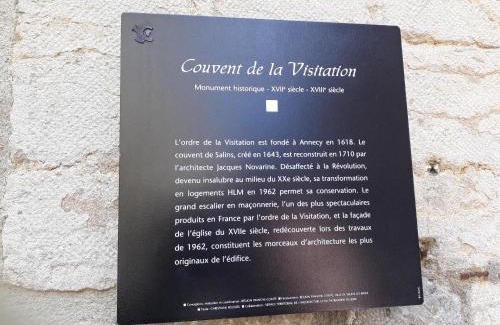 Couvent de la Visitation
Monument historique - XVIIe siècle - XVIIIe siècle
L'ordre de la Visitation est fondé à Annecy en 1618. Le
couvent de Salins, créé en 1643, est reconstruit en 1710 par
l'architecte Jacques Novarine. Désaffecté à la Révolution,
devenu insalubre au milieu du XXe siècle, sa transformation
en logements HLM en 1962 permet sa conservation. Le
grand escalier en maçonnerie, l'un des plus spectaculaires
produits en France par l'ordre de la Visitation, et la façade
de l'église du XVIIe siècle, redécouverte lors des travaux
de 1962, constituent les morceaux d'architecture les plus
originaux de l'édifice.